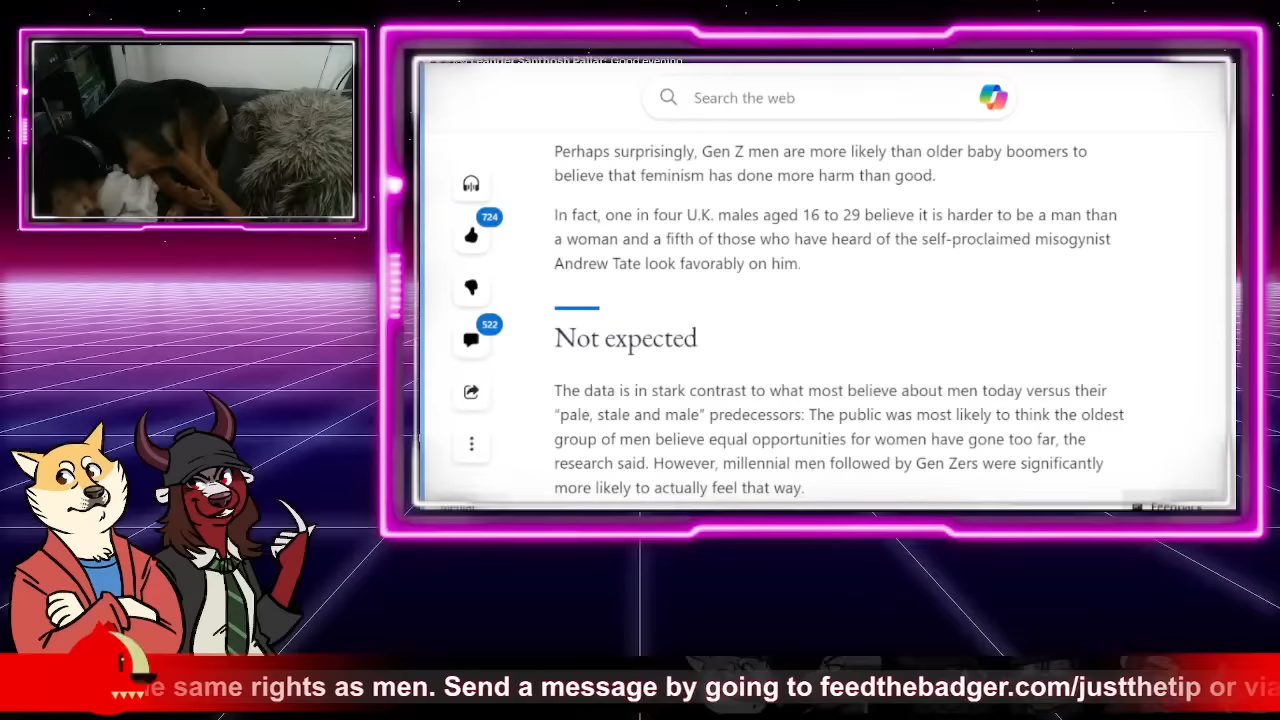 Leander Santhosh Pallat: Good evening
Search the web
Perhaps surprisingly, Gen Z men are more likely than older baby boomers to
believe that feminism has done more harm than good.
724
In fact, one in four U.K. males aged 16 to 29 believe it is harder to be a man than
a woman and a fifth of those who have heard of the self-proclaimed misogynist
Andrew Tate look favorably on him.
522
Not expected
The data is in stark contrast to what most believe about men today versus their
“pale, stale and male” predecessors: The public was most likely to think the oldest
group of men believe equal opportunities for women have gone too far, the
research said. However, millennial men followed by Gen Zers were significantly
more likely to actually feel that way.
Feedback
e same rights as men. Send a message by going to feedthebadger.com/justthetip or via